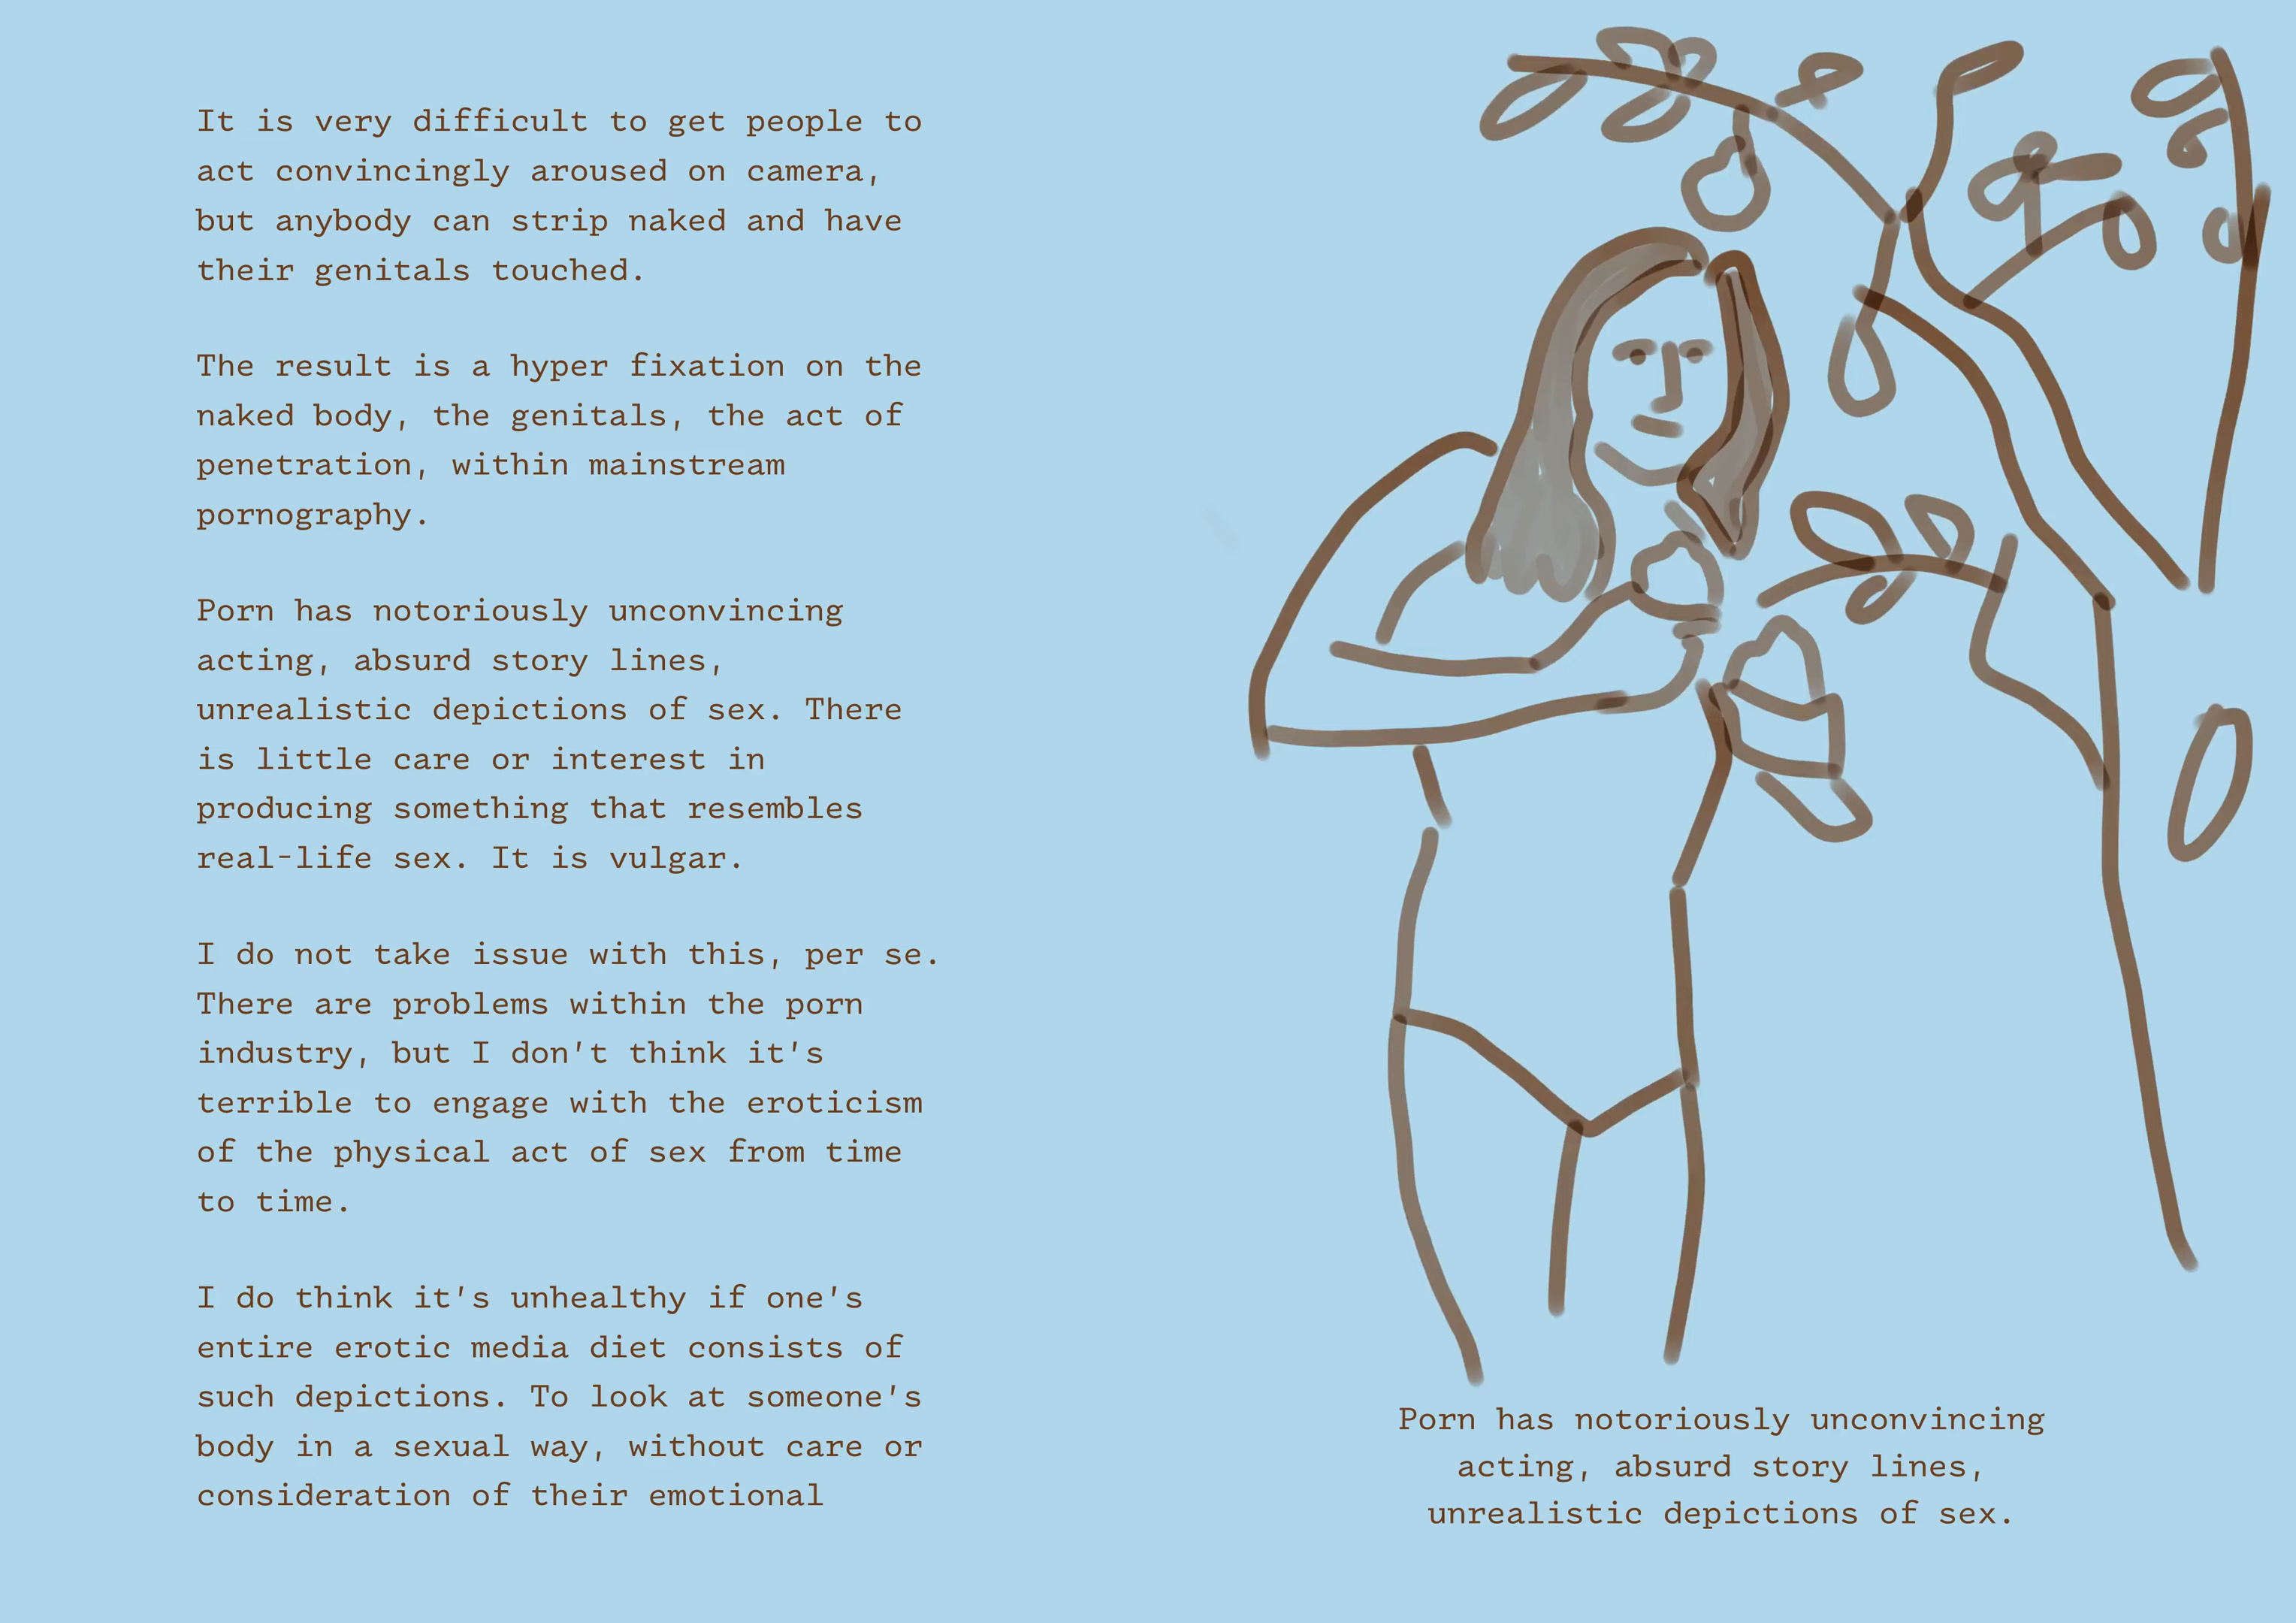 It is very difficult to get people to
act convincingly aroused on camera,
but anybody can strip naked and have
their genitals touched.
The result is a hyper fixation on the
naked body, the genitals, the act of
penetration, within mainstream
pornography.
Porn has notoriously unconvincing
acting, absurd story lines,
unrealistic depictions of sex. There
is little care or interest in
producing something that resembles
real-life sex. It is vulgar.
I do not take issue with this, per se.
There are problems within the porn
industry, but I don't think it's
terrible to engage with the eroticism
of the physical act of sex from time
to time.
I do think it's unhealthy if one's
entire erotic media diet consists of
such depictions. To look at someone's
body in a sexual way, without care or
consideration of their emotional
Porn has notoriously unconvincing
acting, absurd story lines,
unrealistic depictions of sex.